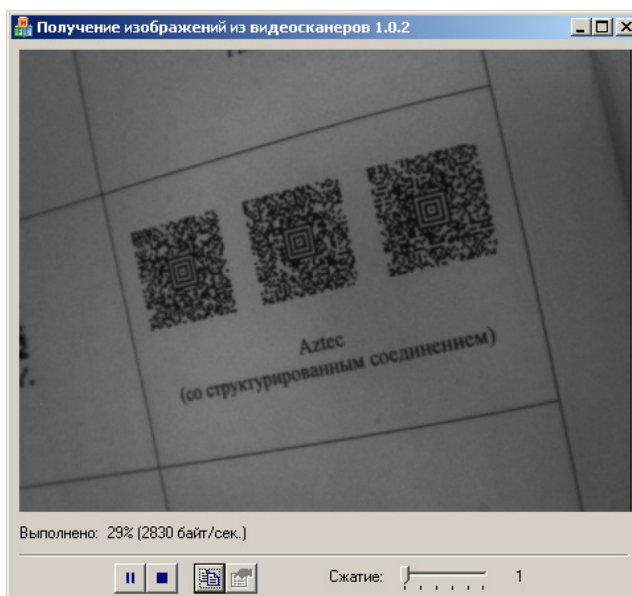 Получение изображений из видеосканеров 1.0.2
Aztec
(со структурированным соединением)
Выполнено: 29% (2830 байт/сек.)
Сжатие: 1